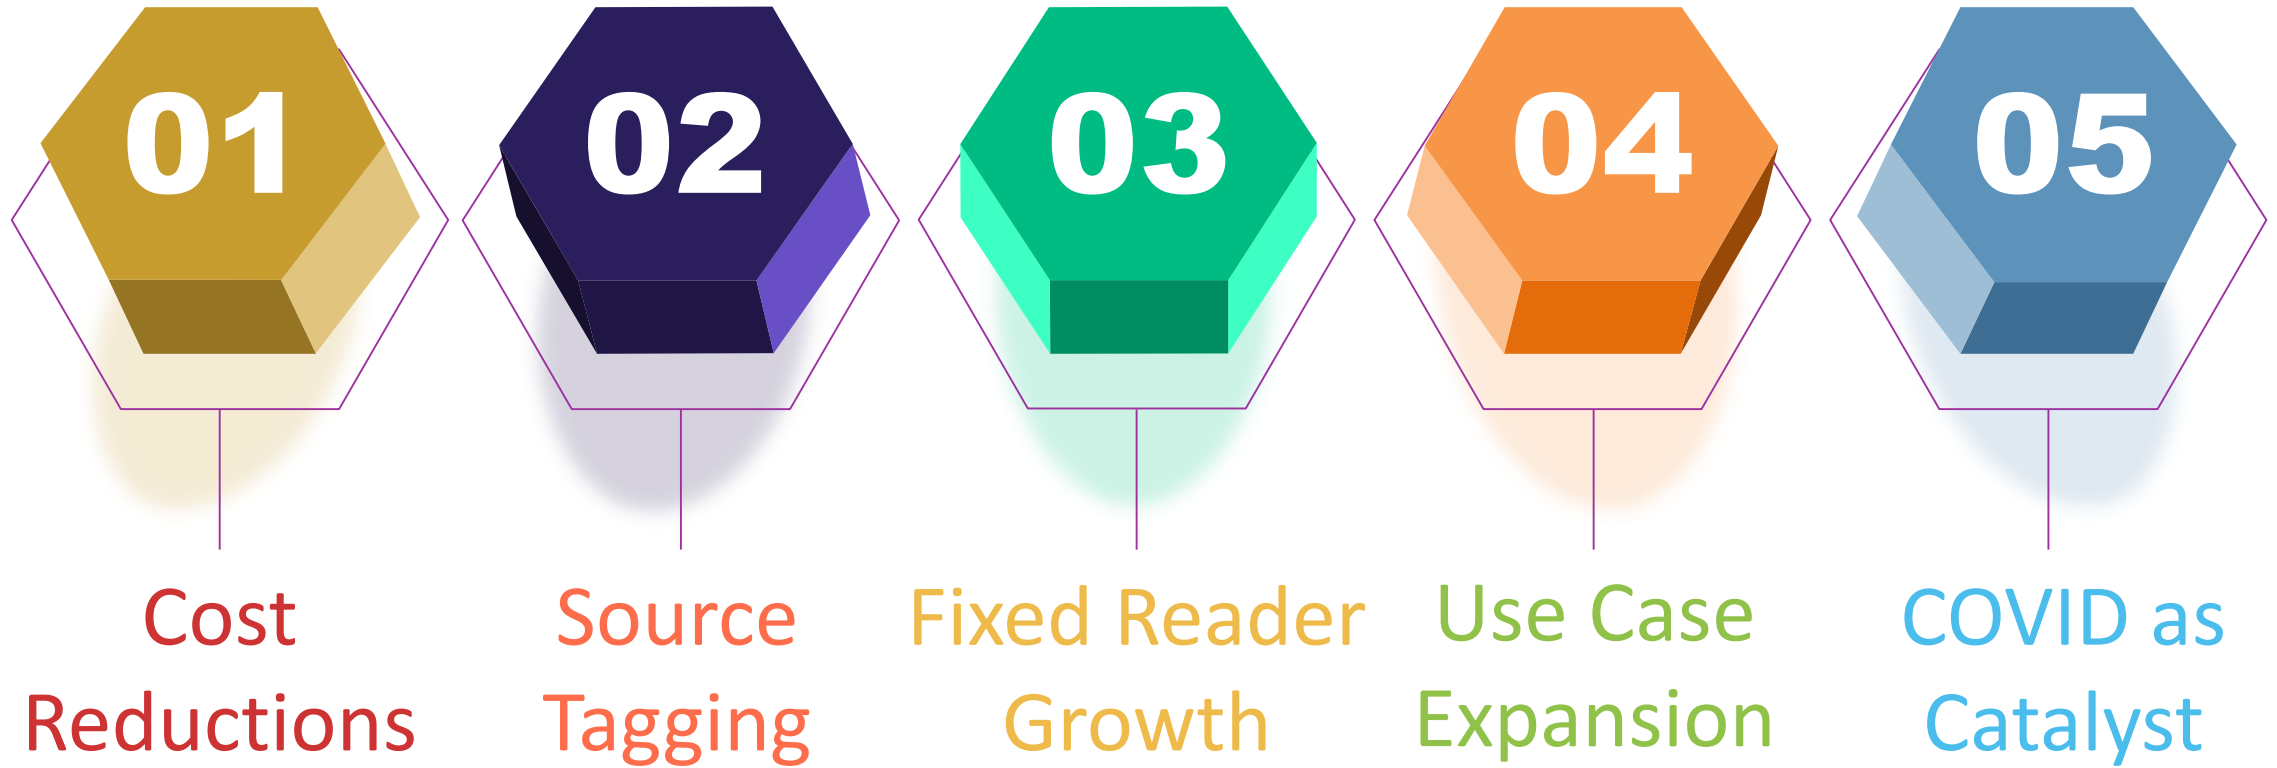 01
Cost
Reductions
02
Source
Tagging
03
Fixed Reader
Growth
04
Use Case
Expansion
05
COVID as
Catalyst